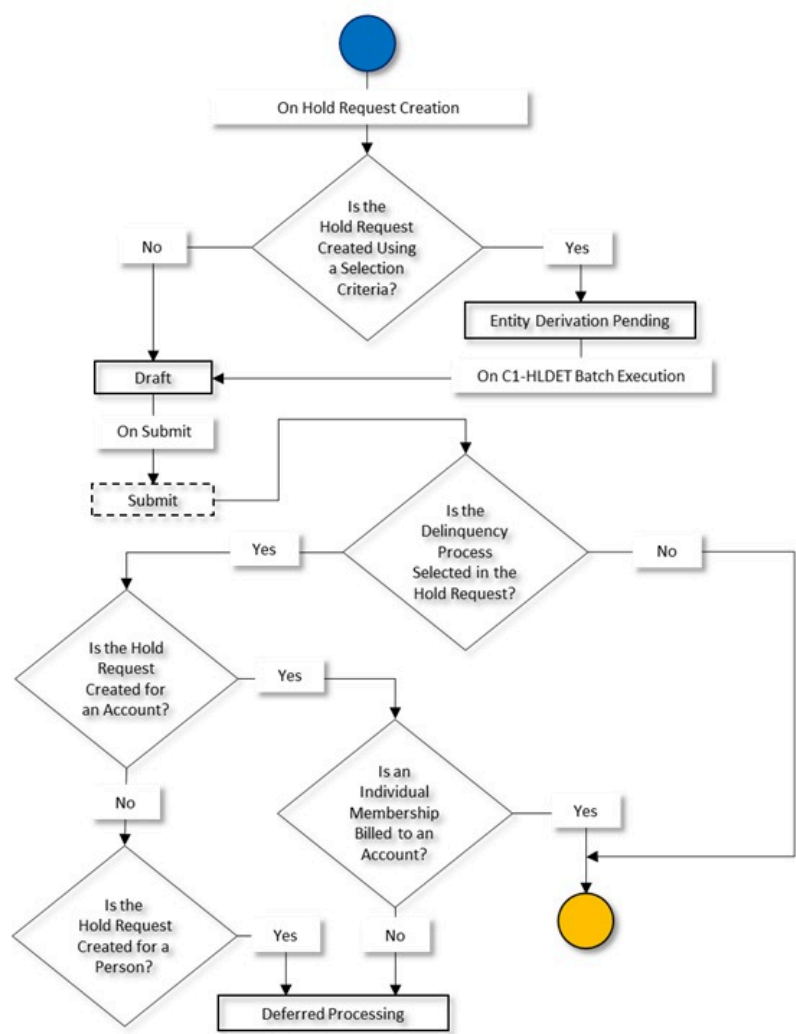 On Hold Request Creation
Is the
Hold Request
Created Using
a Selection
Criteria?
No
Yes
Entity Derivation Pending
On C1-HLDET Batch Execution
Draft
On Submit
Submit
Is the
Delinquency
Process
Selected in the
Hold Request?
Yes
No
Is the Hold
Request
Created for
an Account?
Yes
Is an
Individual
Membership
Billed to an
Account?
Yes
No
Is the
Hold Request
Created for a
Person?
Yes
No
Deferred Processing